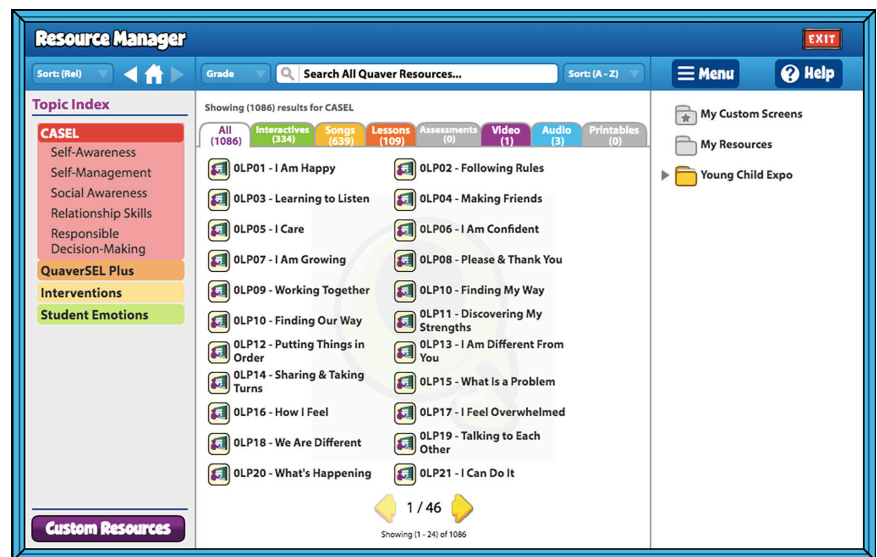 Resource Manager
EXIT
Sort: (Rel)
Grade
Search All Quaver Resources...
Sort: (A - Z)
Menu
Help
Topic Index
CASEL
Self-Awareness
Self-Management
Social Awareness
Relationship Skills
Responsible
Decision-Making
QuaverSEL Plus
Interventions
Student Emotions
Custom Resources
Showing (1086) results for CASEL
All
(1086)
Interactives
(334)
Songs
(639)
Lessons
(109)
Assessments
(0)
Video
(1)
Audio
(3)
Printables
(0)
0LP01 - I Am Happy
0LP02 - Following Rules
0LP03 - Learning to Listen
0LP04 - Making Friends
0LP05 - I Care
0LP06 - I Am Confident
0LP07 - I Am Growing
0LP08 - Please & Thank You
0LP09 - Working Together
0LP10 - Finding My Way
0LP10 - Finding Our Way
0LP11 - Discovering My
Strengths
0LP12 - Putting Things in
Order
0LP13 - I Am Different From
You
0LP14 - Sharing & Taking
Turns
0LP15 - What Is a Problem
0LP16 - How I Feel
0LP17 - I Feel Overwhelmed
0LP18 - We Are Different
0LP19 - Talking to Each
Other
0LP20 - What's Happening
0LP21 - I Can Do It
1 / 46
Showing (1 - 24) of 1086
My Custom Screens
My Resources
Young Child Expo